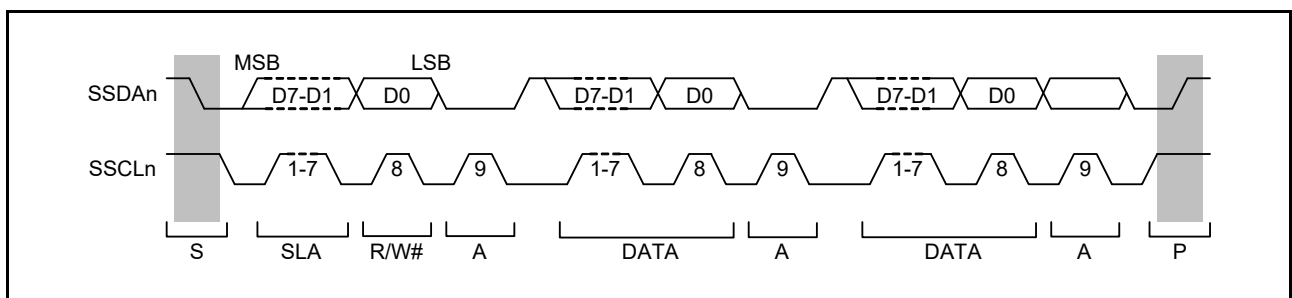 MSB LSB
SSDAn D7-D1 D0 D7-D1 D0 D7-D1 D0
SSCLn 1-7 8 9 1-7 8 9 1-7 8 9
S SLA R/W# A DATA A DATA A P